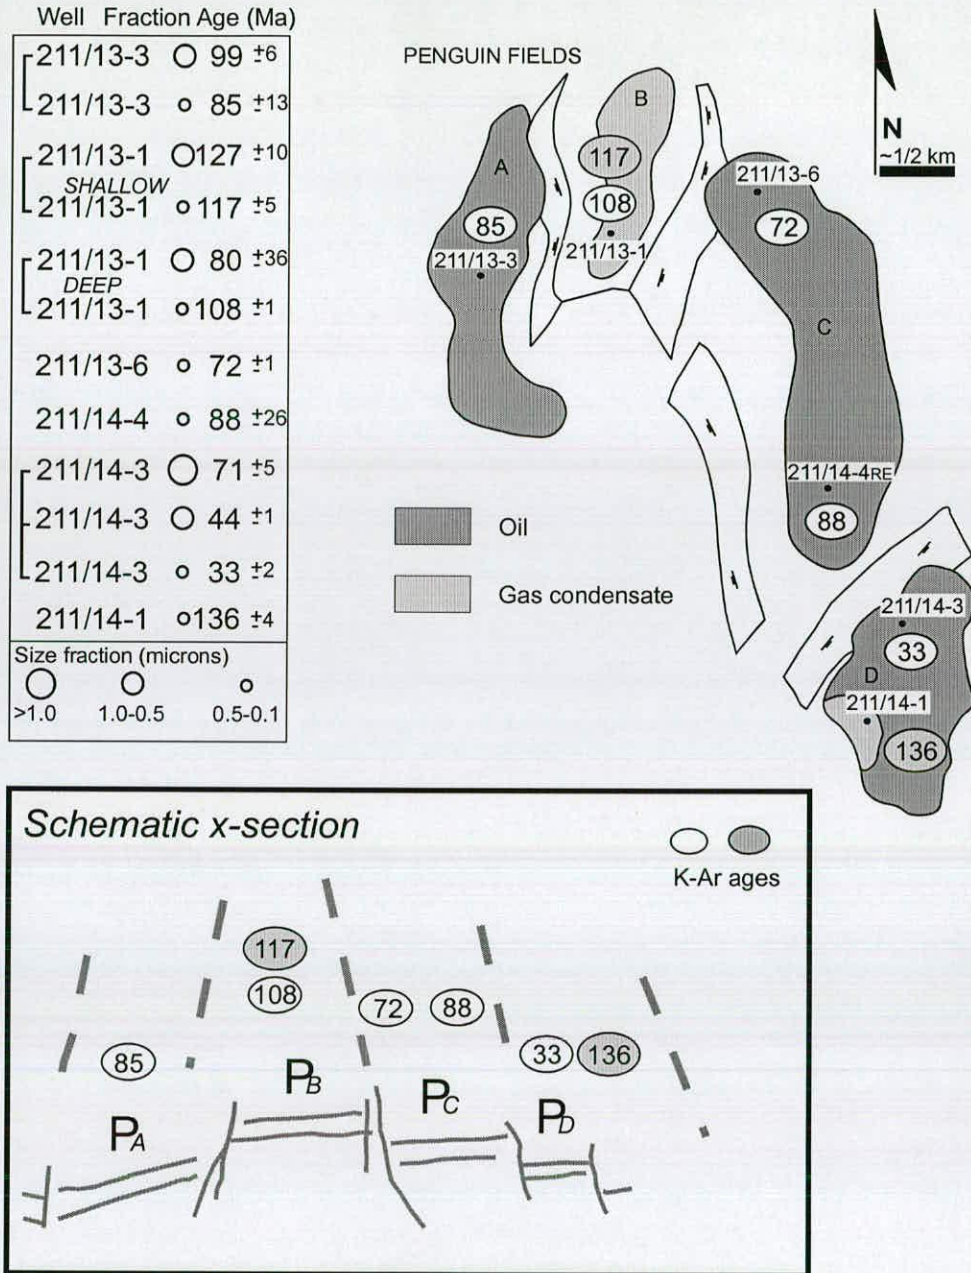 Well Fraction Age (Ma)
211/13-3 99 ±6
211/13-3 85 ±13
211/13-1 127 ±10
SHALLOW
211/13-1 117 ±5
211/13-1 80 ±36
DEEP
211/13-1 108 ±1
211/13-6 72 ±1
211/14-4 88 ±26
211/14-3 71 ±5
211/14-3 44 ±1
211/14-3 33 ±2
211/14-1 136 ±4
Size fraction (microns)
>1.0 1.0-0.5 0.5-0.1
PENGUIN FIELDS
N
~1/2 km
B
A
117
108
85
211/13-1
211/13-3
211/13-6
72
C
211/14-4RE
88
211/14-3
33
D
211/14-1
136
Oil
Gas condensate
Schematic x-section
K-Ar ages
117
108
72 88
85
33 136
PA
PB
PC
PD